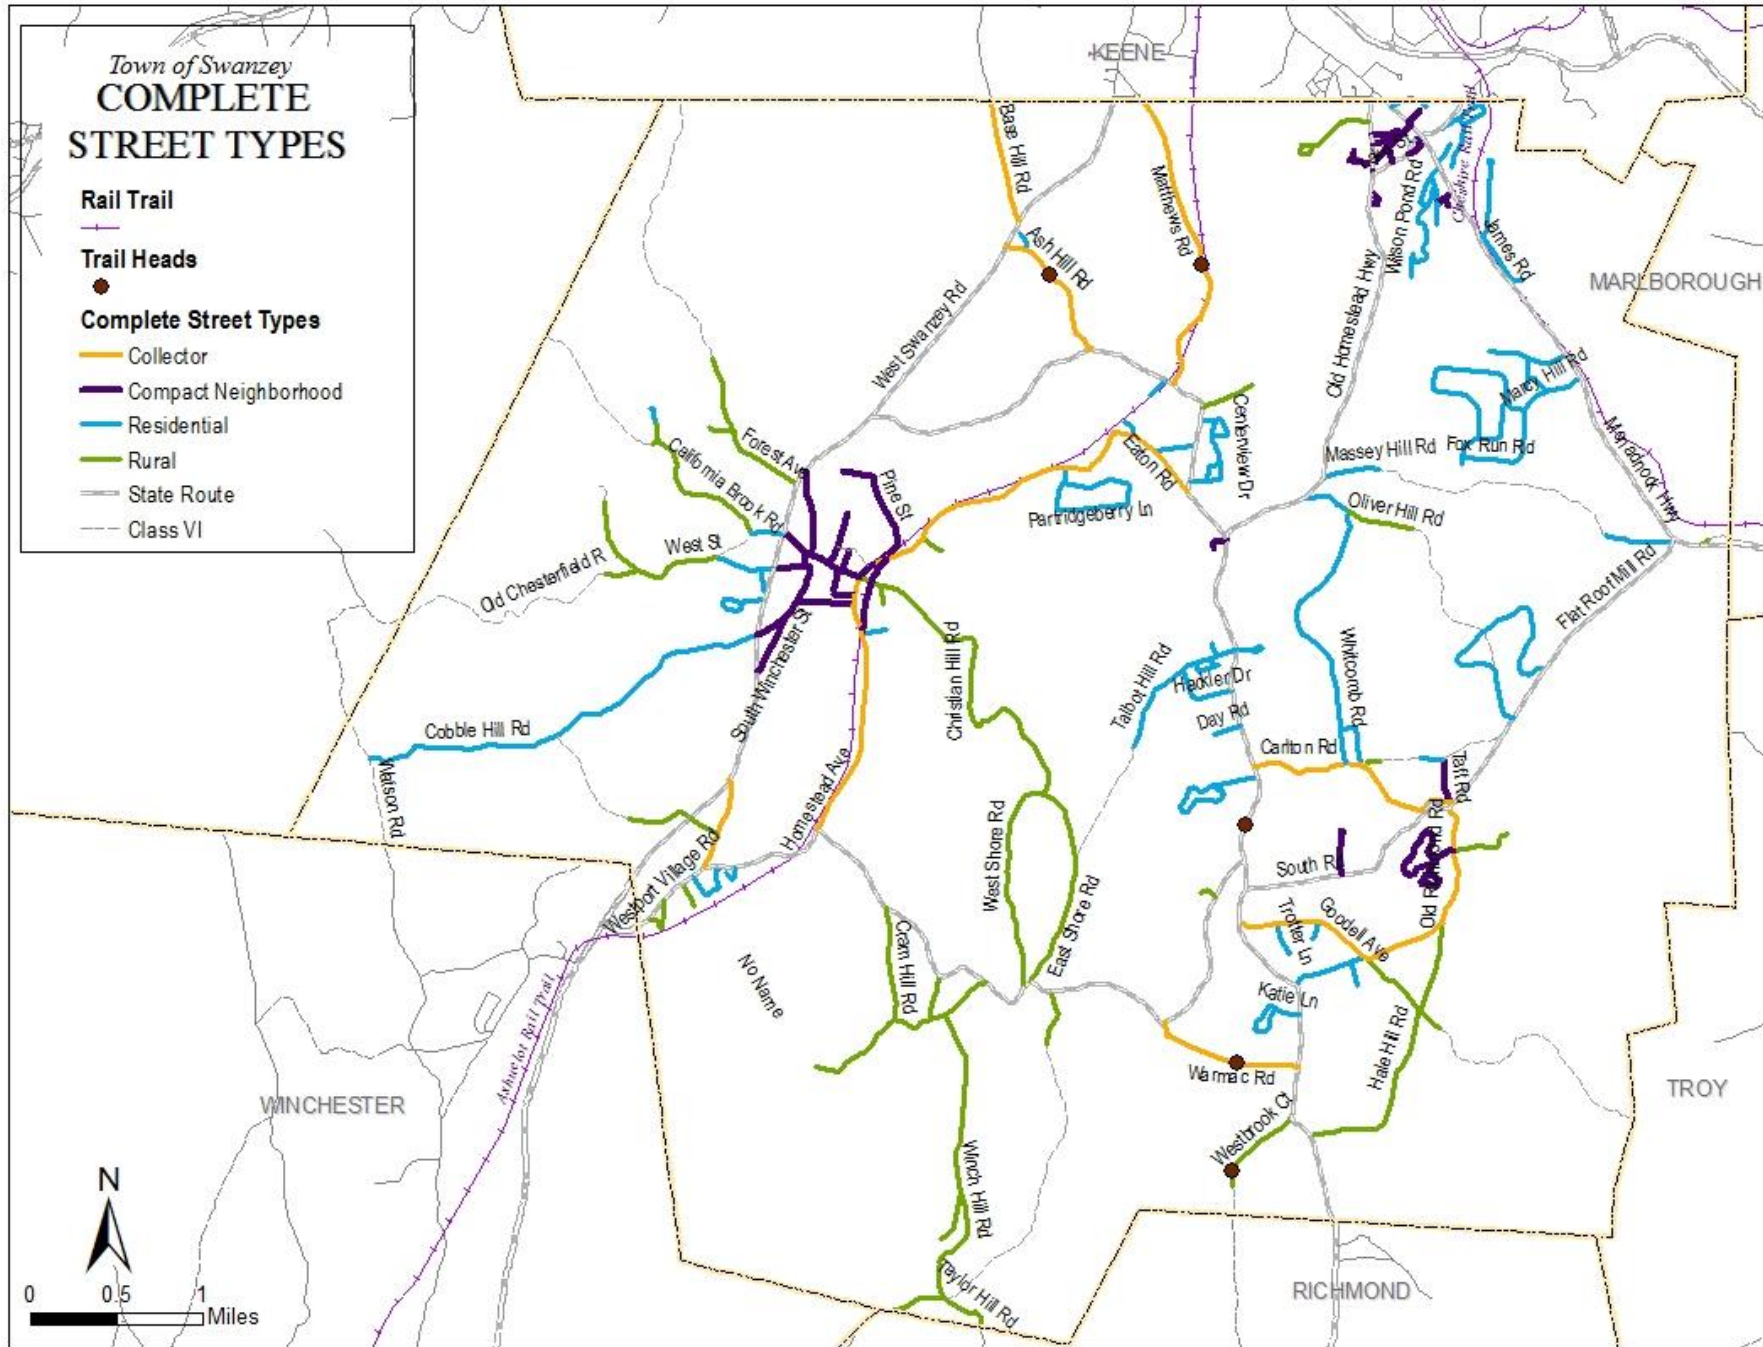 Town of Swanzey
COMPLETE
STREET TYPES
Rail Trail
Trail Heads
Complete Street Types
Collector
Compact Neighborhood
Residential
Rural
State Route
Class VI
KEENE
MARLBOROUGH
Base Hill Rd
Matthews Rd
Ash Hill Rd
West Swanzey Rd
Old Homestead Hwy
Wilson Pond Rd
James Rd
Marcy Hill Rd
Monadnock Hwy
Massey Hill Rd
Fox Run Rd
Oliver Hill Rd
Flat Roof Mill Rd
Centerview Dr
Eaton Rd
Partridgeberry Ln
Forest Ave
California Brook Rd
Pine St
West St
Old Chesterfield R
South Winchester St
Cobble Hill Rd
Watson Rd
Christian Hill Rd
Talbot Hill Rd
Hackler Dr
Day Rd
Whitcomb Rd
Carlton Rd
Taft Rd
Homestead Ave
Westport Village Rd
West Shore Rd
East Shore Rd
South R
Old Richmond Rd
Trotter Ln
Goodell Ave
Cram Hill Rd
No Name
Katie Ln
Hale Hill Rd
Warmac Rd
Westbrook Ct
Ashuelot Rail Trail
WINCHESTER
TROY
Winch Hill Rd
Taylor Hill Rd
RICHMOND
N
0 0.5 1
Miles